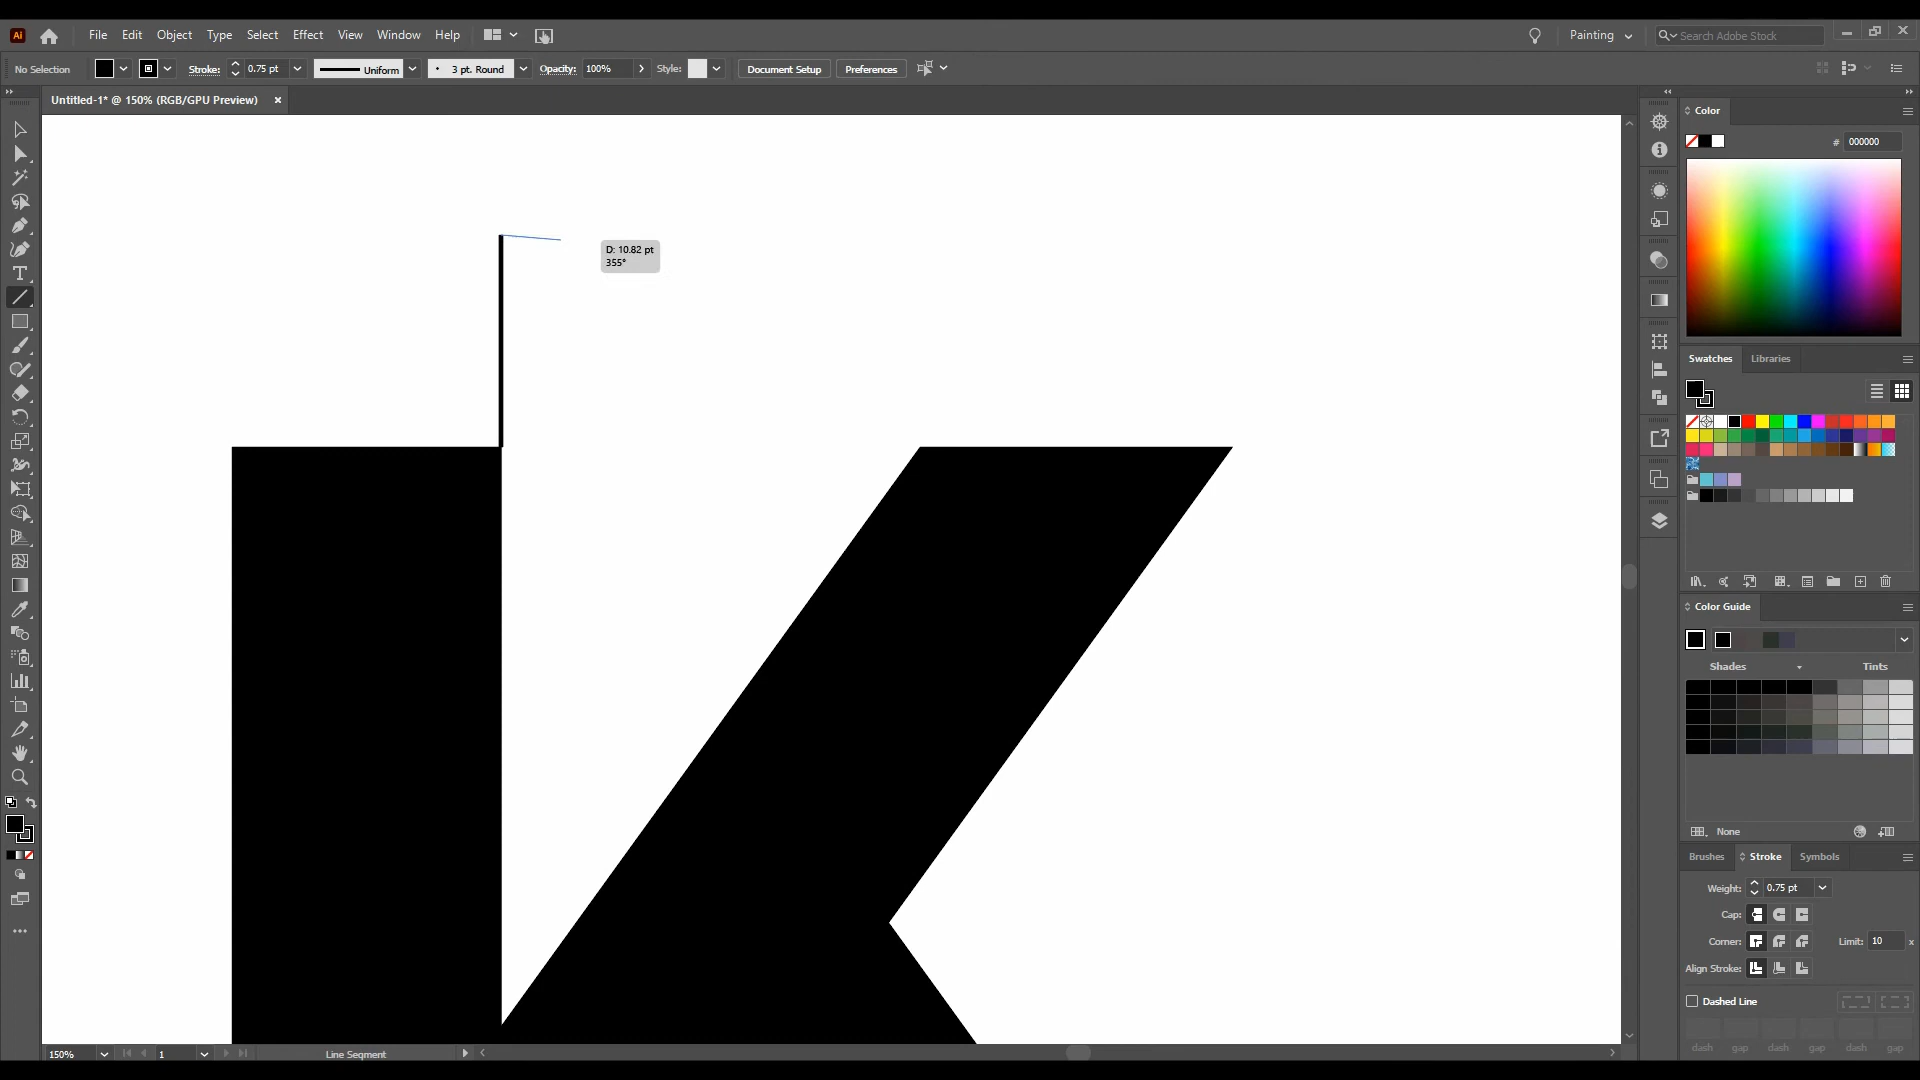 Ai File Edit Object Type Select Effect View Window Help Painting Search Adobe Stock
No Selection Stroke: 0.75 pt Uniform 3 pt. Round Opacity: 100% Style: Document Setup Preferences
Untitled-1* @ 150% (RGB/GPU Preview)
Color
# 000000
D: 10.82 pt
355°
Swatches Libraries
Color Guide
Shades Tints
None
Brushes Stroke Symbols
Weight: 0.75 pt
Cap:
Corner: Limit: 10 x
Align Stroke:
Dashed Line
dash gap dash gap dash gap
150% 1 Line Segment